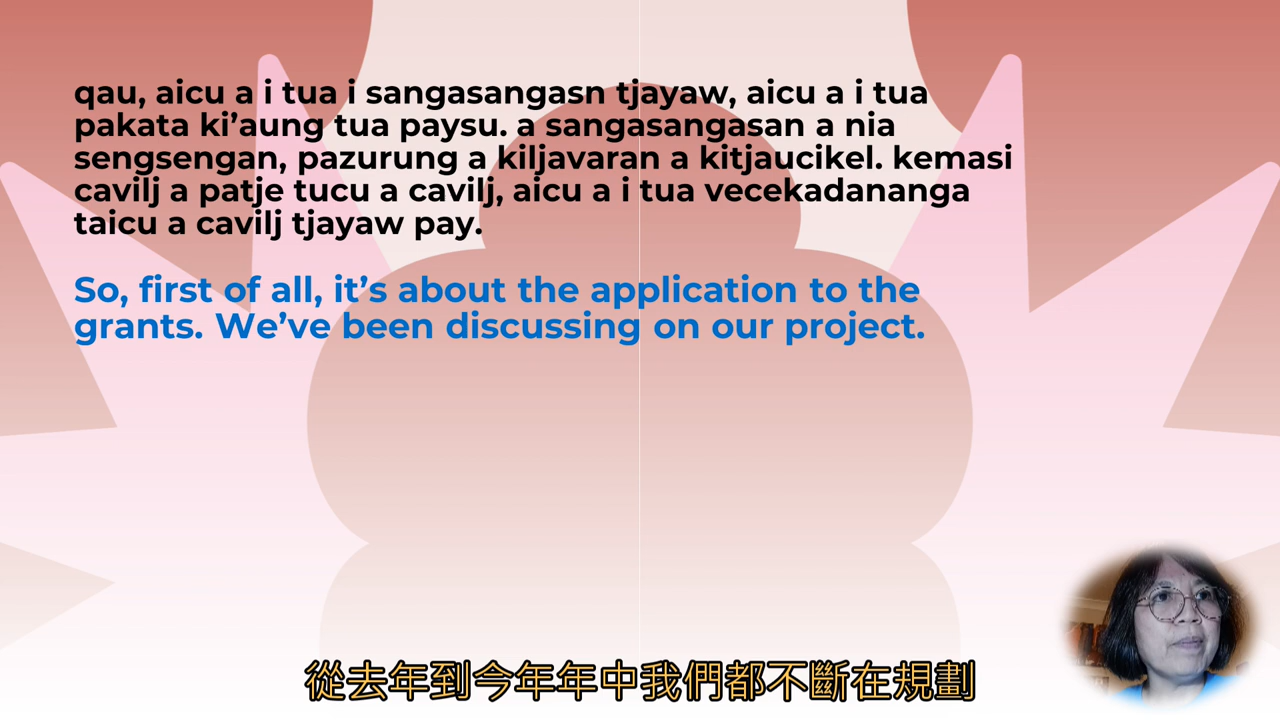 qau, aicu a i tua i sangasangasn tjayaw, aicu a i tua
pakata ki’aung tua paysu. a sangasangasan a nia
sengsengan, pazurung a kiljavaran a kitjaucikel. kemasi
cavilj a patje tucu a cavilj, aicu a i tua vecekadananga
taicu a cavilj tjayaw pay.
So, first of all, it’s about the application to the
grants. We’ve been discussing on our project.
從去年到今年年中我們都不斷在規劃